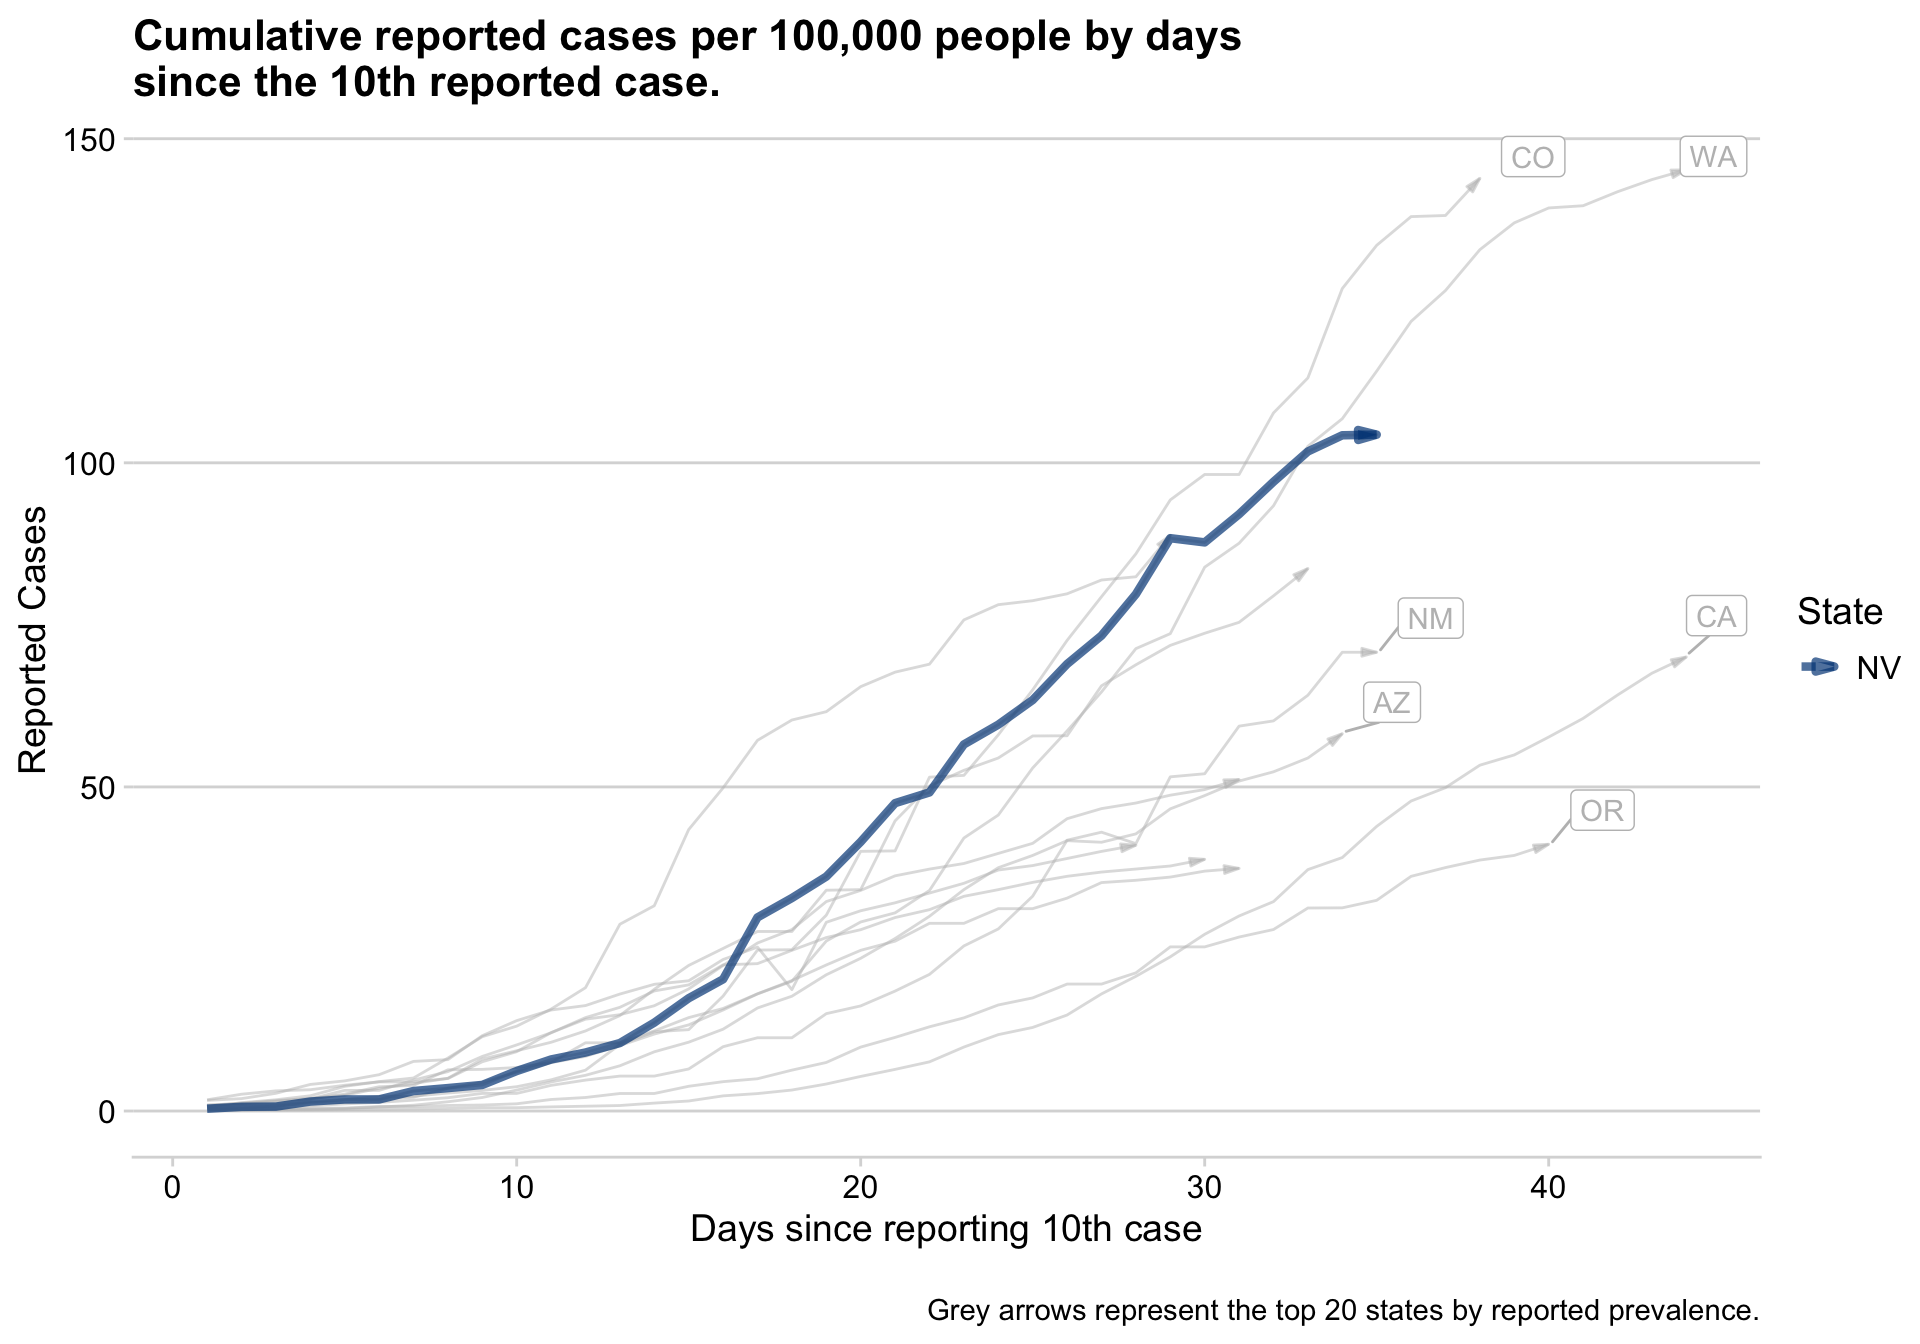 Cumulative reported cases per 100,000 people by days
since the 10th reported case.
150
100
50
0
Reported Cases
CO
WA
NM
CA
AZ
OR
State
NV
0 10 20 30 40
Days since reporting 10th case
Grey arrows represent the top 20 states by reported prevalence.